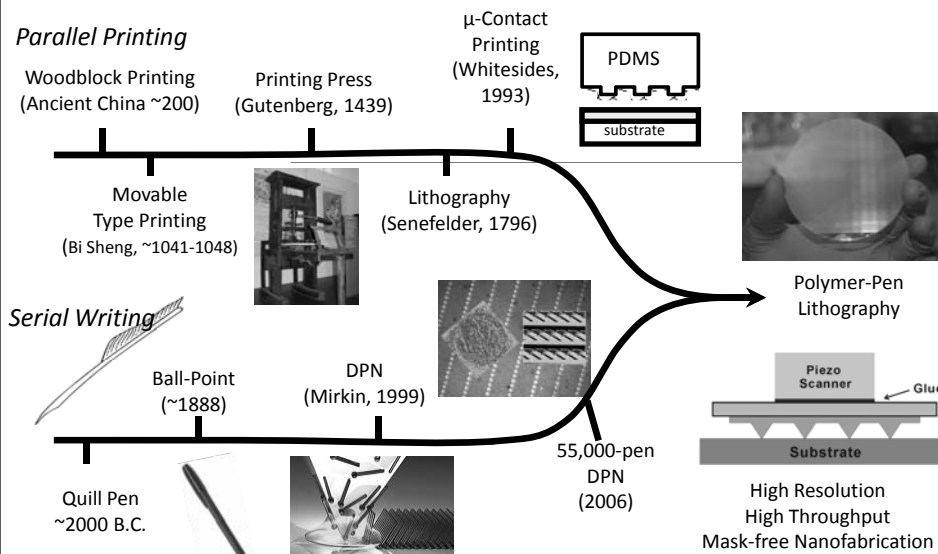 Parallel Printing
Woodblock Printing
(Ancient China ~200)
Printing Press
(Gutenberg, 1439)
μ-Contact
Printing
(Whitesides,
1993)
PDMS
substrate
Movable
Type Printing
(Bi Sheng, ~1041-1048)
Lithography
(Senefelder, 1796)
Polymer-Pen
Lithography
Serial Writing
Ball-Point
(~1888)
DPN
(Mirkin, 1999)
Quill Pen
~2000 B.C.
55,000-pen
DPN
(2006)
Piezo
Scanner
Glue
Substrate
High Resolution
High Throughput
Mask-free Nanofabrication